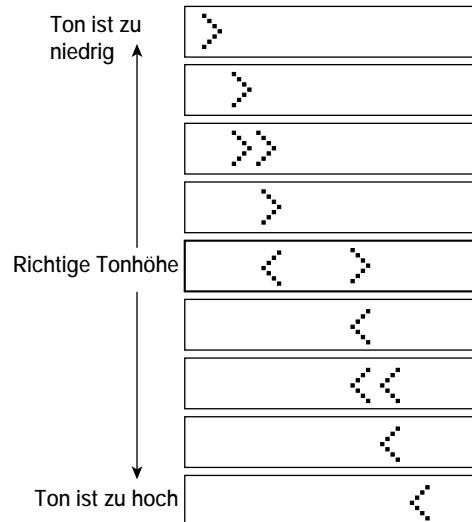 Ton ist zu
niedrig
Richtige Tonhöhe
Ton ist zu hoch